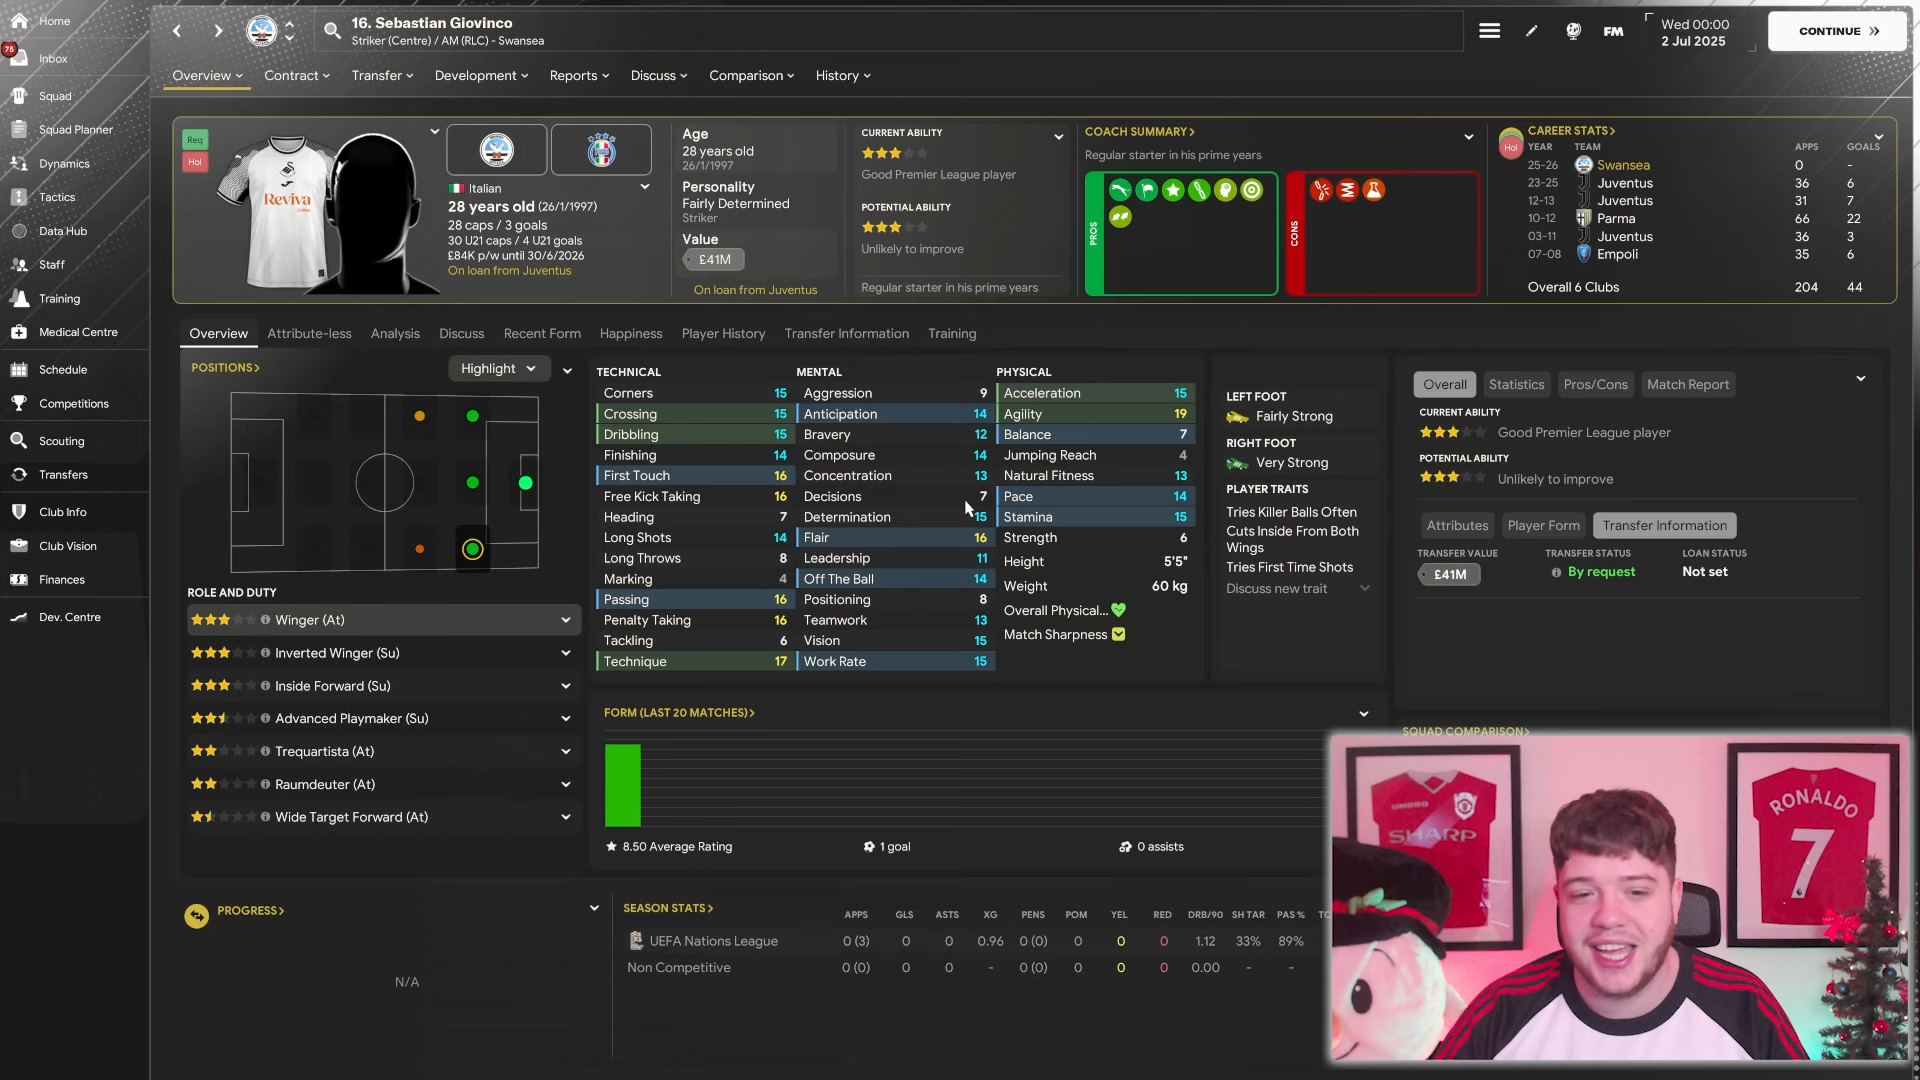 Home
76
Inbox
Squad
Squad Planner
Dynamics
Tactics
Data Hub
Staff
Training
Medical Centre
Schedule
Competitions
Scouting
Transfers
Club Info
Club Vision
Finances
Dev. Centre
16. Sebastian Giovinco
Striker (Centre) / AM (RLC) - Swansea
FM
Wed 00:00
2 Jul 2025
CONTINUE
Overview Contract Transfer Development Reports Discuss Comparison History
Req
Hol
Reviva
Coffee
Italian
28 years old (26/1/1997)
28 caps / 3 goals
30 U21 caps / 4 U21 goals
£84K p/w until 30/6/2026
On loan from Juventus
Age
28 years old
26/1/1997
Personality
Fairly Determined
Striker
Value
£41M
On loan from Juventus
CURRENT ABILITY
Good Premier League player
POTENTIAL ABILITY
Unlikely to improve
Regular starter in his prime years
COACH SUMMARY
Regular starter in his prime years
PROS
CONS
Hol
CAREER STATS
YEAR TEAM APPS GOALS
25-26 Swansea 0 -
23-25 Juventus 36 6
12-13 Juventus 31 7
10-12 Parma 66 22
03-11 Juventus 36 3
07-08 Empoli 35 6
Overall 6 Clubs 204 44
Overview Attribute-less Analysis Discuss Recent Form Happiness Player History Transfer Information Training
POSITIONS
Highlight
ROLE AND DUTY
Winger (At)
Inverted Winger (Su)
Inside Forward (Su)
Advanced Playmaker (Su)
Trequartista (At)
Raumdeuter (At)
Wide Target Forward (At)
TECHNICAL
Corners 15
Crossing 15
Dribbling 15
Finishing 14
First Touch 16
Free Kick Taking 16
Heading 7
Long Shots 14
Long Throws 8
Marking 4
Passing 16
Penalty Taking 16
Tackling 6
Technique 17
MENTAL
Aggression 9
Anticipation 14
Bravery 12
Composure 14
Concentration 13
Decisions 7
Determination 15
Flair 16
Leadership 11
Off The Ball 14
Positioning 8
Teamwork 13
Vision 15
Work Rate 15
PHYSICAL
Acceleration 15
Agility 19
Balance 7
Jumping Reach 4
Natural Fitness 13
Pace 14
Stamina 15
Strength 6
Height 5'5"
Weight 60 kg
Overall Physical...
Match Sharpness
LEFT FOOT
Fairly Strong
RIGHT FOOT
Very Strong
PLAYER TRAITS
Tries Killer Balls Often
Cuts Inside From Both
Wings
Tries First Time Shots
Discuss new trait
Overall Statistics Pros/Cons Match Report
CURRENT ABILITY
Good Premier League player
POTENTIAL ABILITY
Unlikely to improve
Attributes Player Form Transfer Information
TRANSFER VALUE TRANSFER STATUS LOAN STATUS
£41M By request Not set
FORM (LAST 20 MATCHES)
8.50 Average Rating 1 goal 0 assists
SQUAD COMPARISON
PROGRESS
N/A
SEASON STATS APPS GLS ASTS XG PENS POM YEL RED DRB/90 SH TAR PAS %
UEFA Nations League 0 (3) 0 0 0.96 0 (0) 0 0 0 1.12 33% 89%
Non Competitive 0 (0) 0 0 - 0 (0) 0 0 0 0.00 - -
UMBRO
SHARP
RONALDO
7